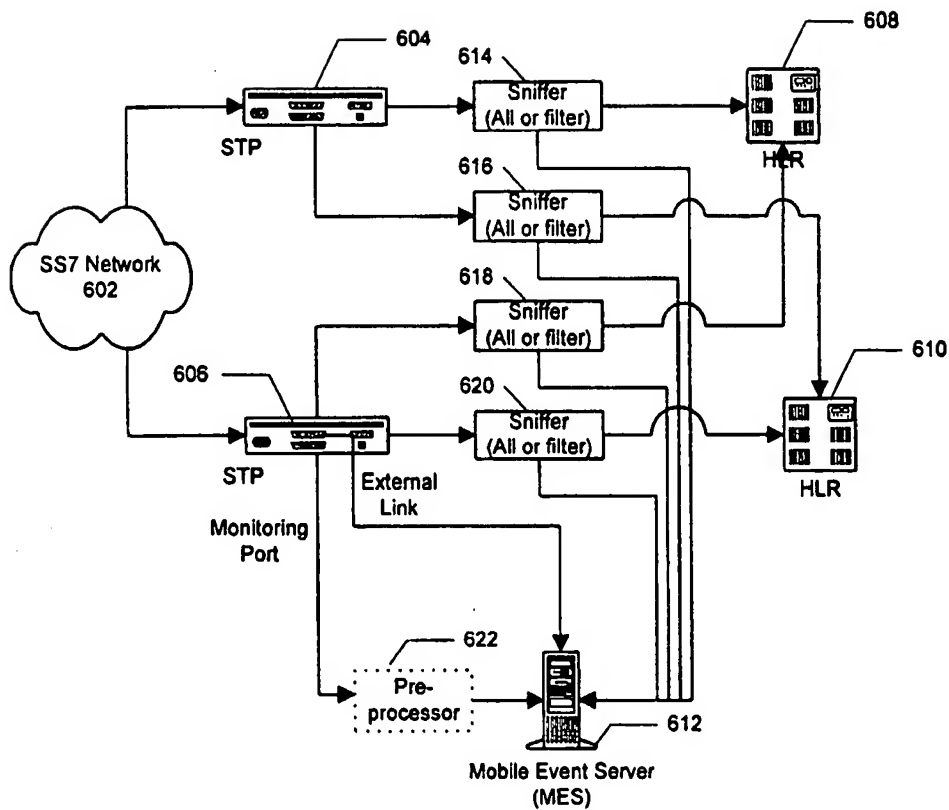 604
614
608
Sniffer
(All or filter)
STP
HLR
616
Sniffer
(All or filter)
SS7 Network
602
618
Sniffer
(All or filter)
610
606
620
Sniffer
(All or filter)
STP
External
Link
HLR
Monitoring
Port
622
Pre-
processor
612
Mobile Event Server
(MES)